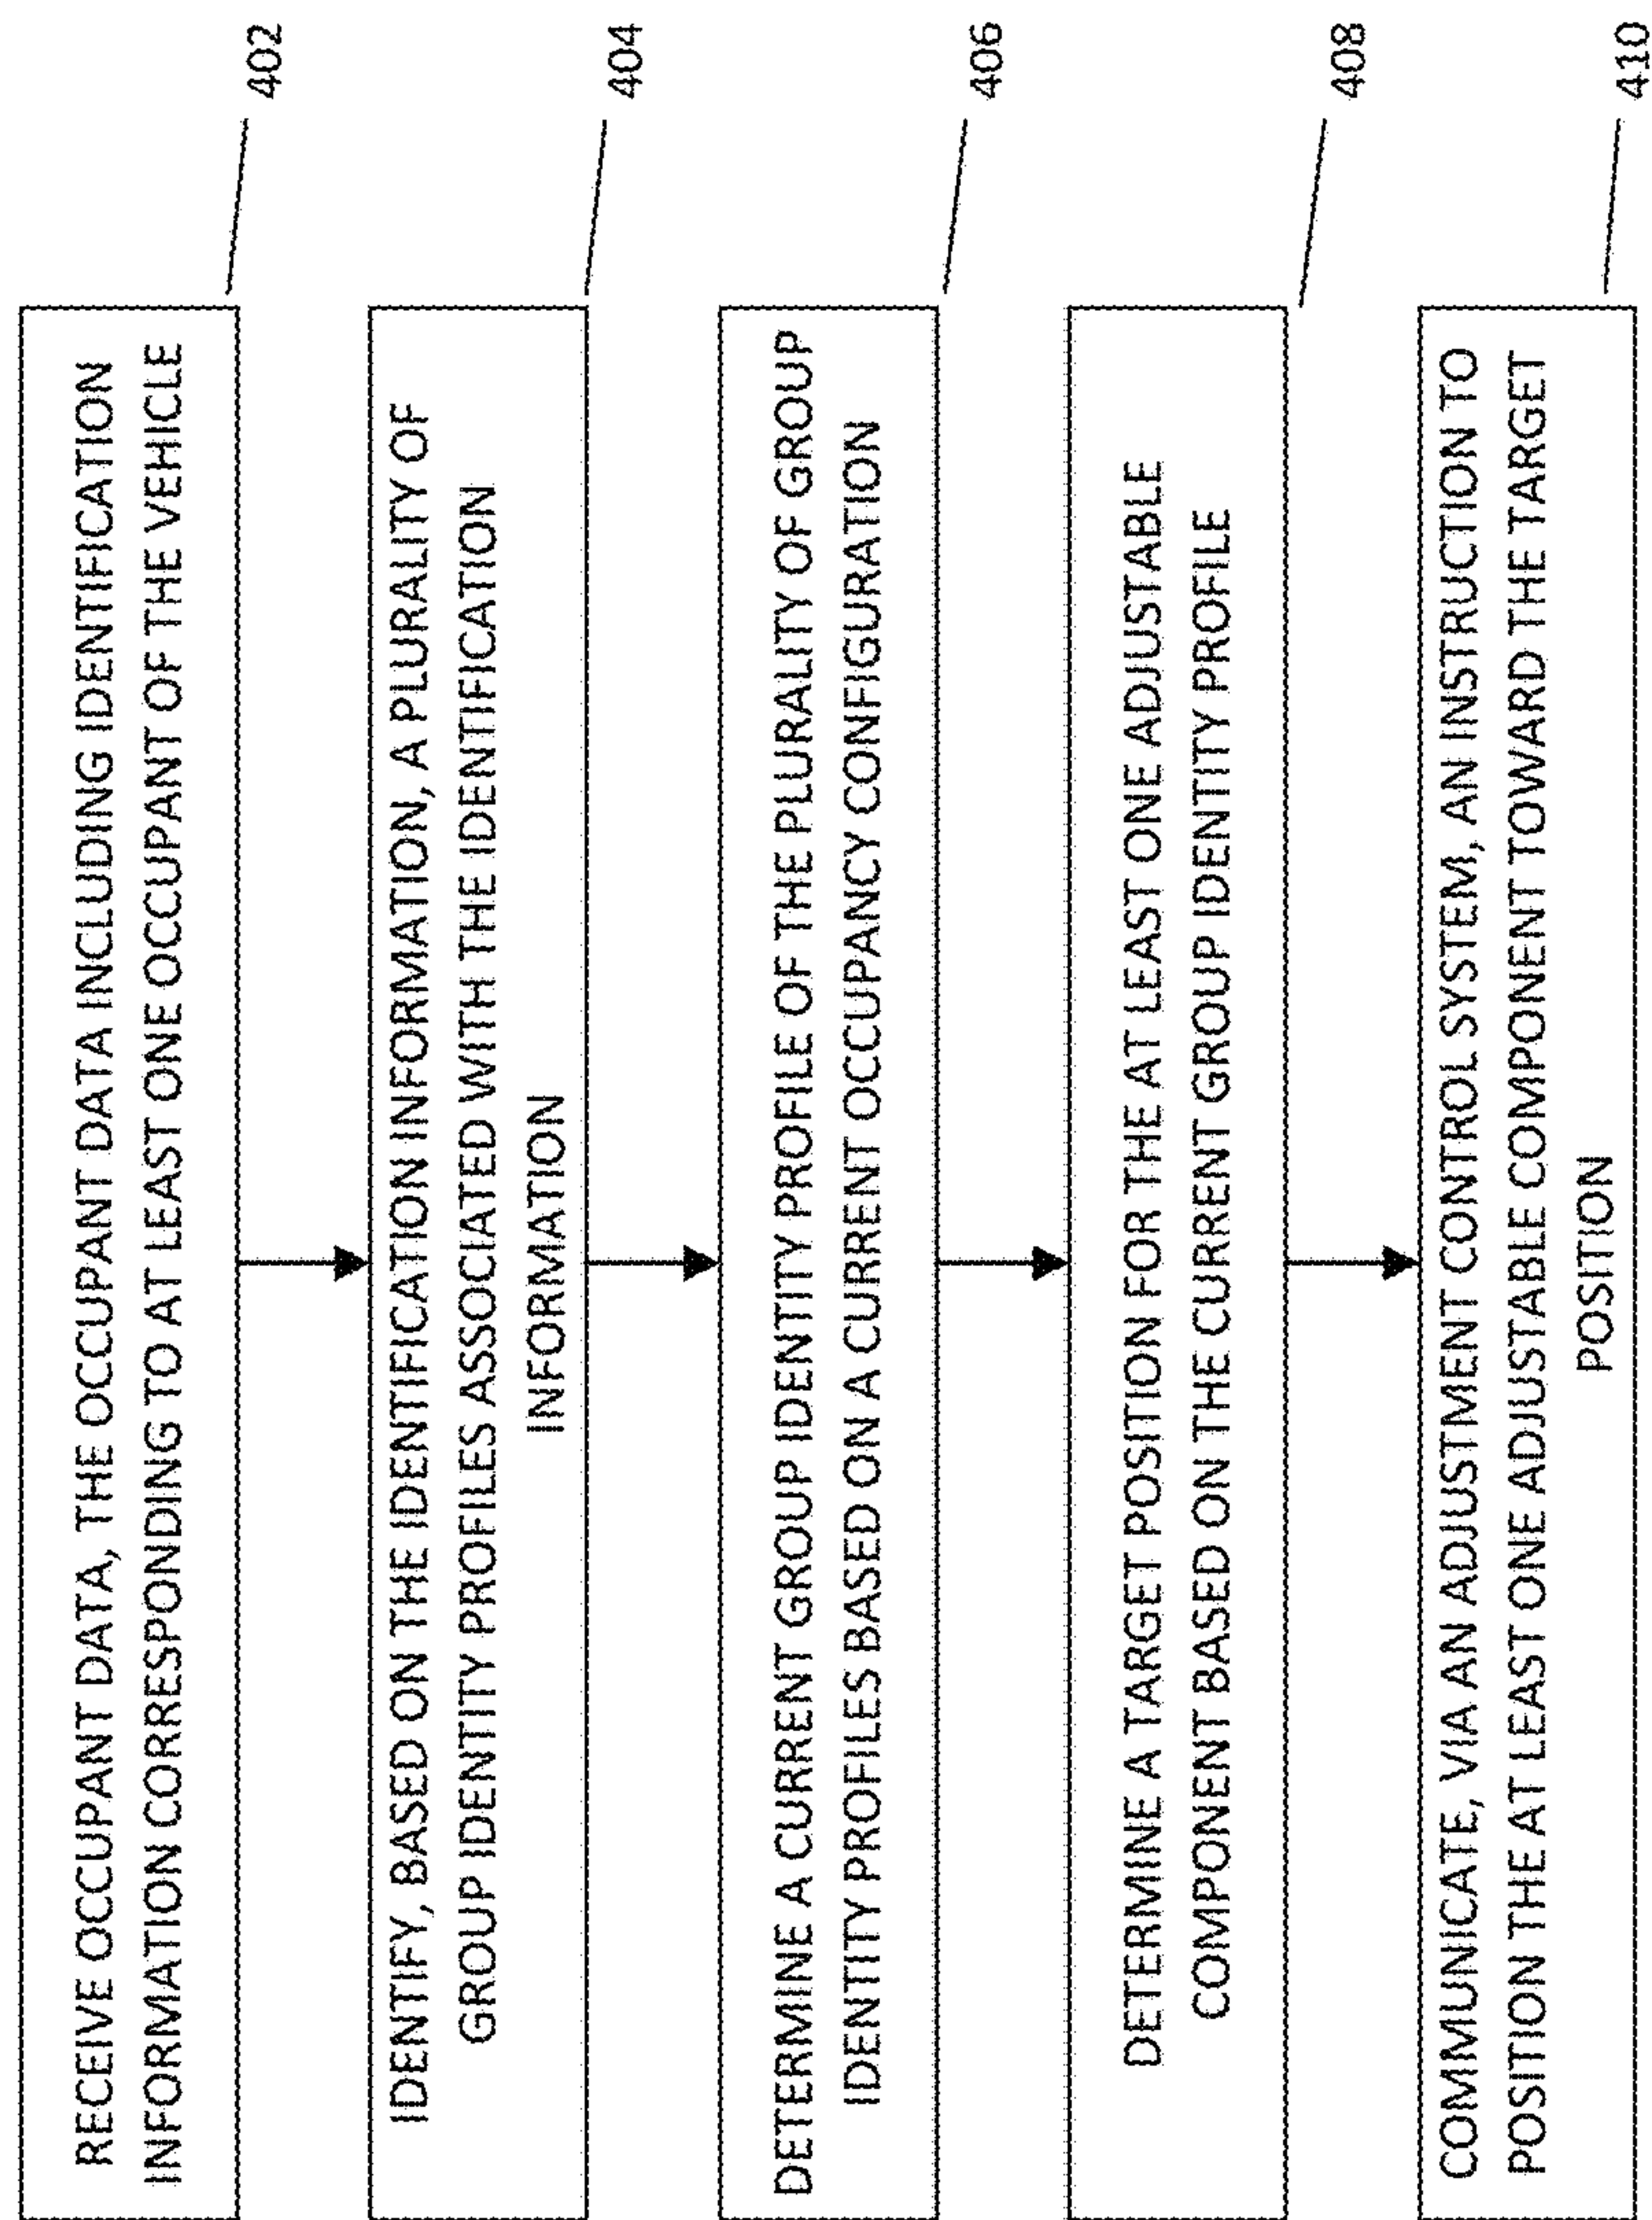 RECEIVE OCCUPANT DATA, THE OCCUPANT DATA INCLUDING IDENTIFICATION
INFORMATION CORRESPONDING TO AT LEAST ONE OCCUPANT OF THE VEHICLE
402
IDENTIFY, BASED ON THE IDENTIFICATION INFORMATION, A PLURALITY OF
GROUP IDENTITY PROFILES ASSOCIATED WITH THE IDENTIFICATION
INFORMATION
404
DETERMINE A CURRENT GROUP IDENTITY PROFILE OF THE PLURALITY OF GROUP
IDENTITY PROFILES BASED ON A CURRENT OCCUPANCY CONFIGURATION
406
DETERMINE A TARGET POSITION FOR THE AT LEAST ONE ADJUSTABLE
COMPONENT BASED ON THE CURRENT GROUP IDENTITY PROFILE
408
COMMUNICATE, VIA AN ADJUSTMENT CONTROL SYSTEM, AN INSTRUCTION TO
POSITION THE AT LEAST ONE ADJUSTABLE COMPONENT TOWARD THE TARGET
POSITION
410